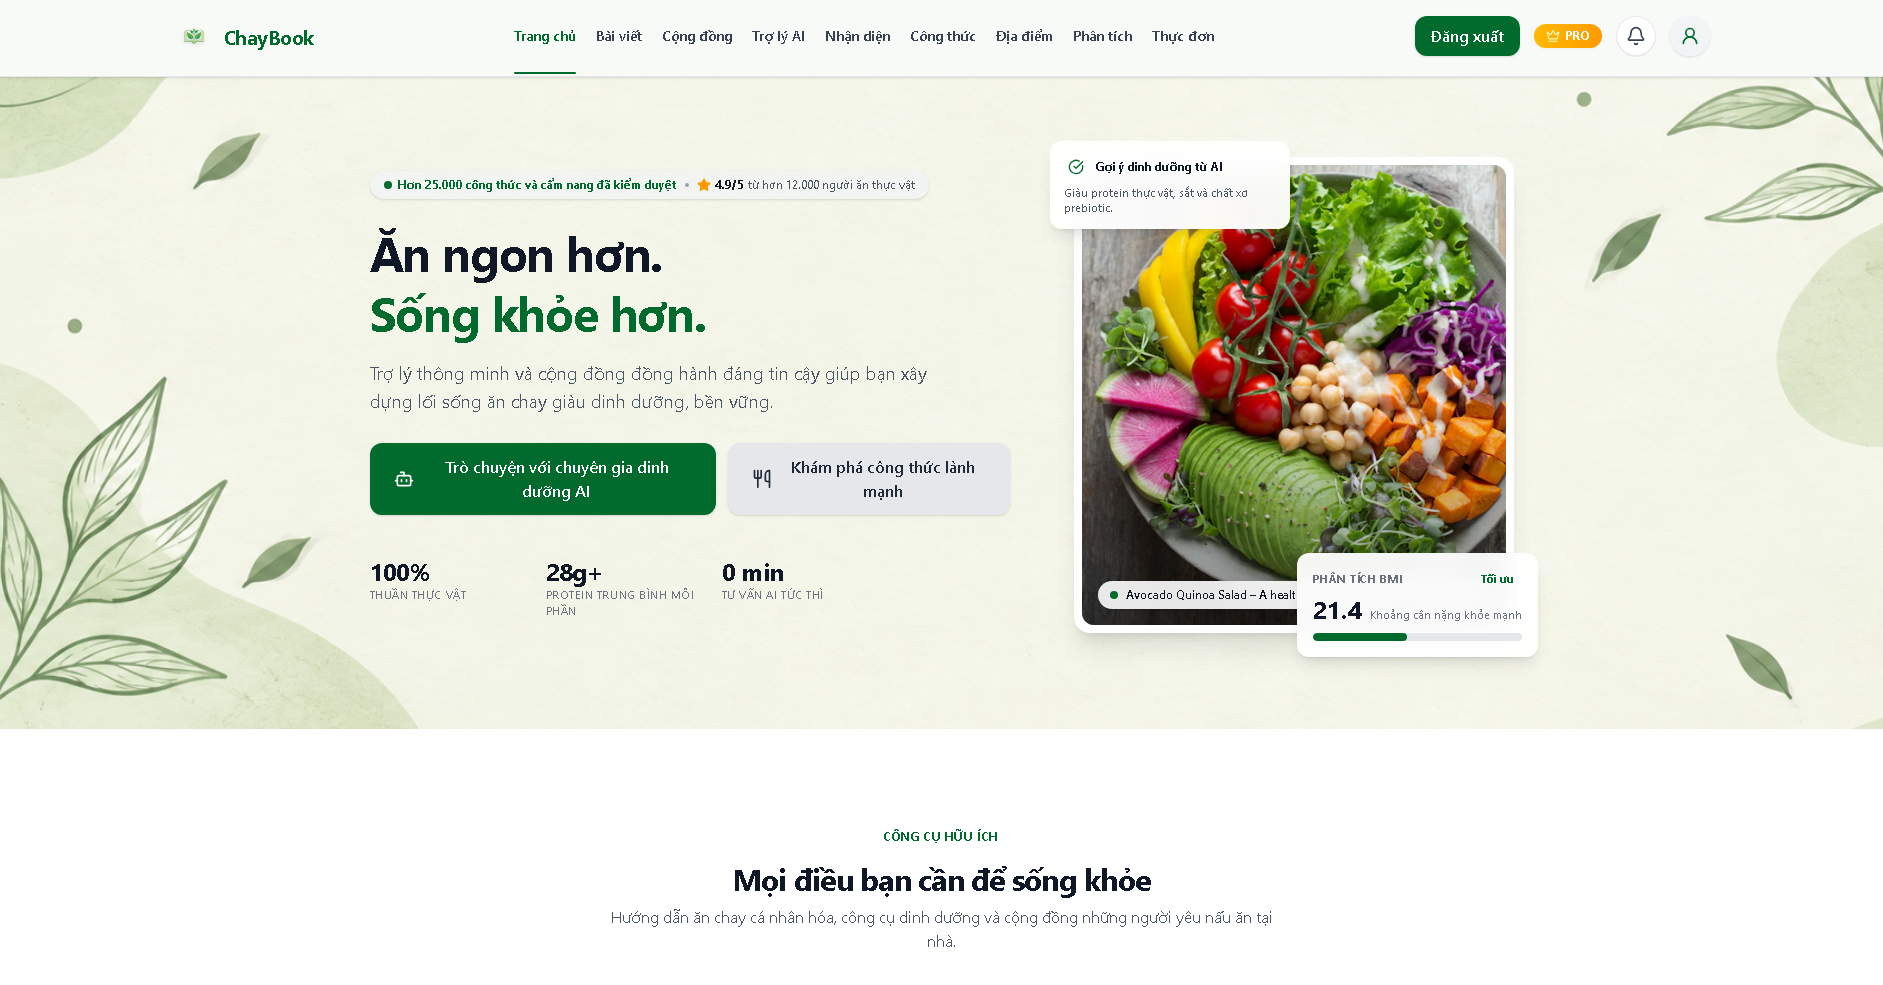 ChayBook
Trang chủ
Bài viết
Cộng đồng
Trợ lý AI
Nhận diện
Công thức
Địa điểm
Phân tích
Thực đơn
Đăng xuất
PRO
Hơn 25.000 công thức và cẩm nang đã kiểm duyệt • 4.9/5 từ hơn 12.000 người ăn thực vật
Ăn ngon hơn.
Sống khỏe hơn.
Trợ lý thông minh và cộng đồng đồng hành đáng tin cậy giúp bạn xây
dựng lối sống ăn chay giàu dinh dưỡng, bền vững.
Trò chuyện với chuyên gia dinh
dưỡng AI
Khám phá công thức lành
mạnh
100%
THUẦN THỰC VẬT
28g+
PROTEIN TRUNG BÌNH MỖI
PHẦN
0 min
TƯ VẤN AI TỨC THÌ
Gợi ý dinh dưỡng từ AI
Giàu protein thực vật, sắt và chất xơ
prebiotic.
Avocado Quinoa Salad – A healt
PHÂN TÍCH BMI
Tối ưu
21.4 Khoảng cân nặng khỏe mạnh
CÔNG CỤ HỮU ÍCH
Mọi điều bạn cần để sống khỏe
Hướng dẫn ăn chay cá nhân hóa, công cụ dinh dưỡng và cộng đồng những người yêu nấu ăn tại
nhà.